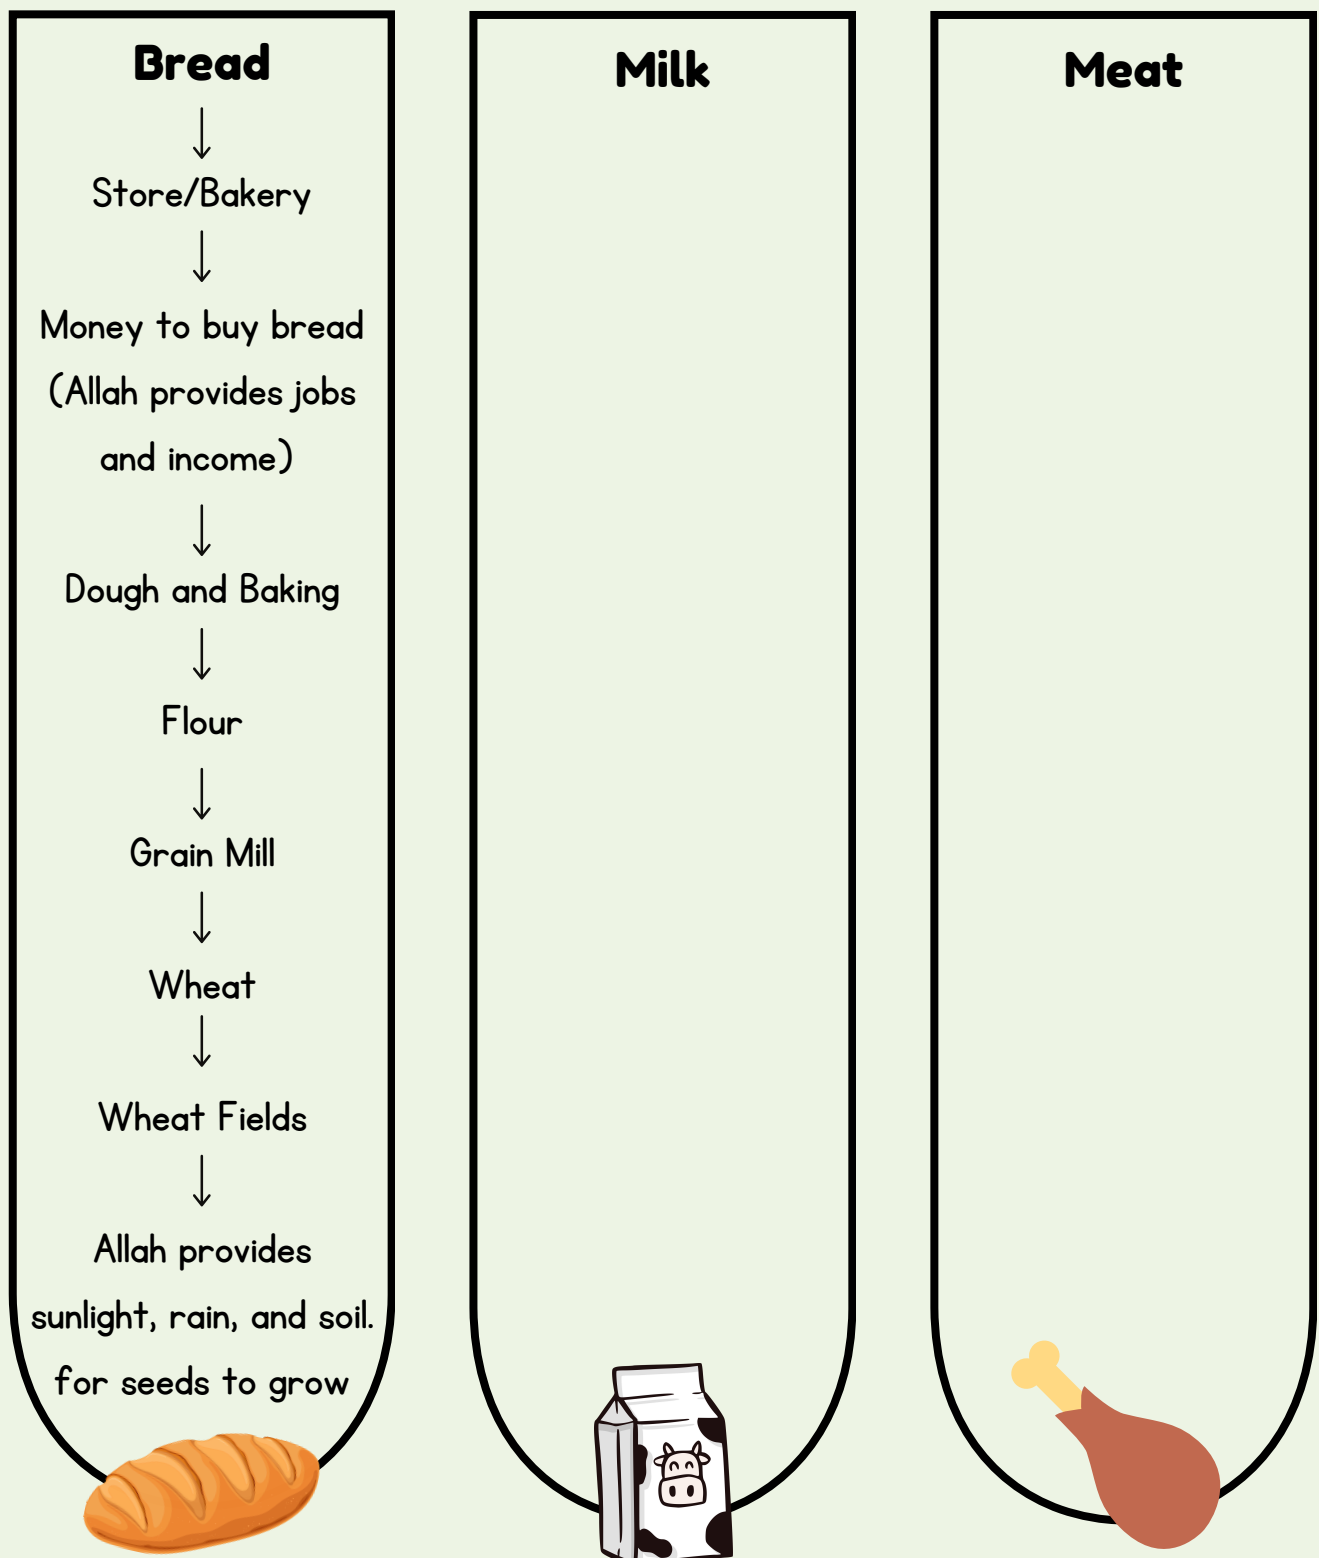 Bread
Store/Bakery
Money to buy bread
(Allah provides jobs
and income)
Dough and Baking
Flour
Grain Mill
Wheat
Wheat Fields
Allah provides
sunlight, rain, and soil.
for seeds to grow
Milk
Meat